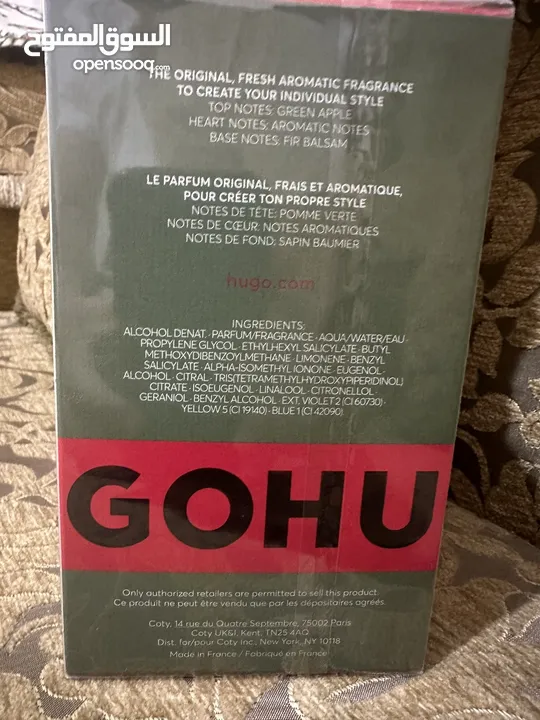 السوق المفتوح
opensooq.com
THE ORIGINAL, FRESH AROMATIC FRAGRANCE
TO CREATE YOUR INDIVIDUAL STYLE
TOP NOTES: GREEN APPLE
HEART NOTES: AROMATIC NOTES
BASE NOTES: FIR BALSAM
LE PARFUM ORIGINAL, FRAIS ET AROMATIQUE,
POUR CRÉER TON PROPRE STYLE
NOTES DE TÊTE: POMME VERTE
NOTES DE CŒUR: NOTES AROMATIQUES
NOTES DE FOND: SAPIN BAUMIER
hugo.com
INGREDIENTS:
ALCOHOL DENAT. · PARFUM/FRAGRANCE · AQUA/WATER/EAU ·
PROPYLENE GLYCOL · ETHYLHEXYL SALICYLATE · BUTYL
METHOXYDIBENZOYLMETHANE · LIMONENE · BENZYL
SALICYLATE · ALPHA-ISOMETHYL IONONE · EUGENOL ·
ALCOHOL · CITRAL · TRIS(TETRAMETHYLHYDROXYPIPERIDINOL)
CITRATE · ISOEUGENOL · LINALOOL · CITRONELLOL ·
GERANIOL · BENZYL ALCOHOL · EXT. VIOLET 2 (CI 60730) ·
YELLOW 5 (CI 19140) · BLUE 1 (CI 42090)
GOHU
Only authorized retailers are permitted to sell this product.
Ce produit ne peut être vendu que par les dépositaires agréés.
Coty, 14 rue du Quatre Septembre, 75002 Paris
Coty UK&I, Kent, TN25 4AQ
Dist. for/pour Coty Inc., New York, NY 10118
Made in France / Fabriqué en France